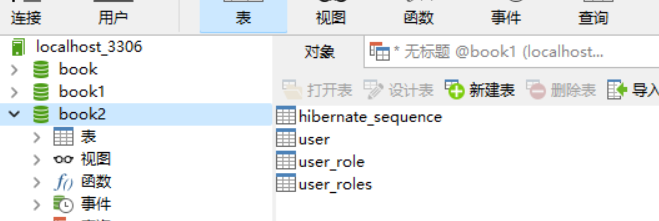 连接 用户 表 视图 函数 事件 查询
localhost_3306
book
book1
book2
表
视图
函数
事件
对象 * 无标题 @book1 (localhost...
打开表 设计表 新建表 删除表 导入
hibernate_sequence
user
user_role
user_roles